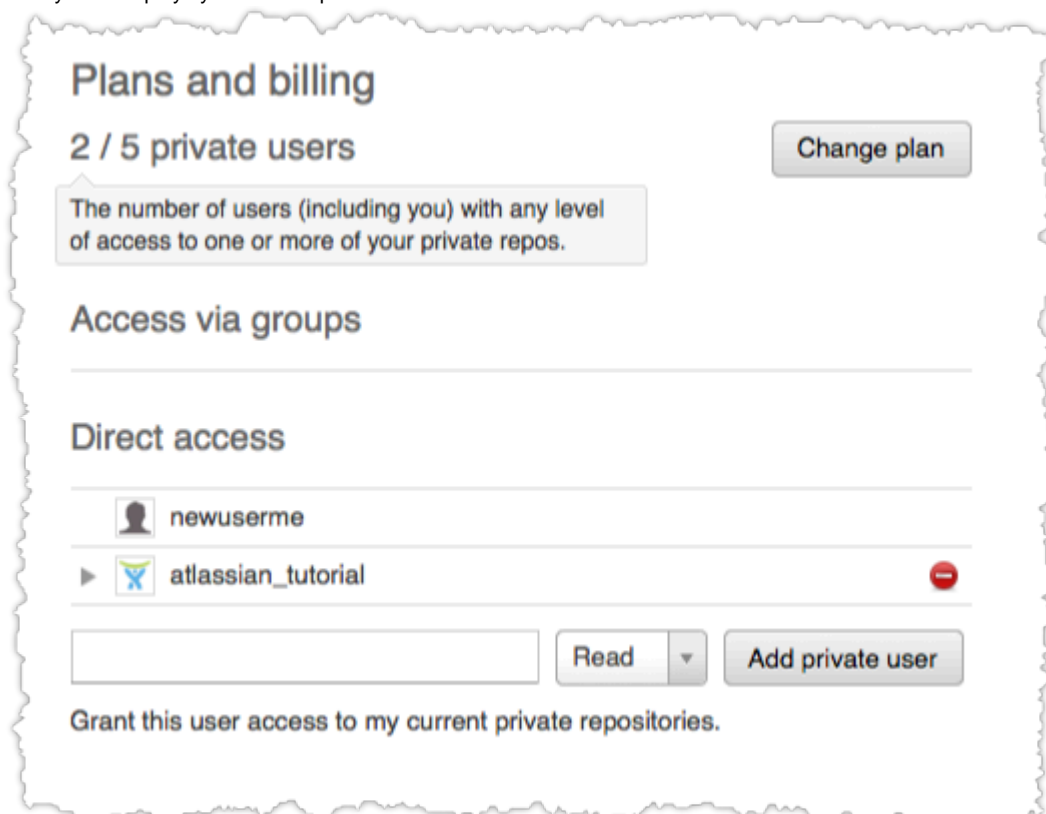 Plans and billing
2 / 5 private users
Change plan
The number of users (including you) with any level
of access to one or more of your private repos.
Access via groups
Direct access
newuserme
atlassian_tutorial
Read
Add private user
Grant this user access to my current private repositories.